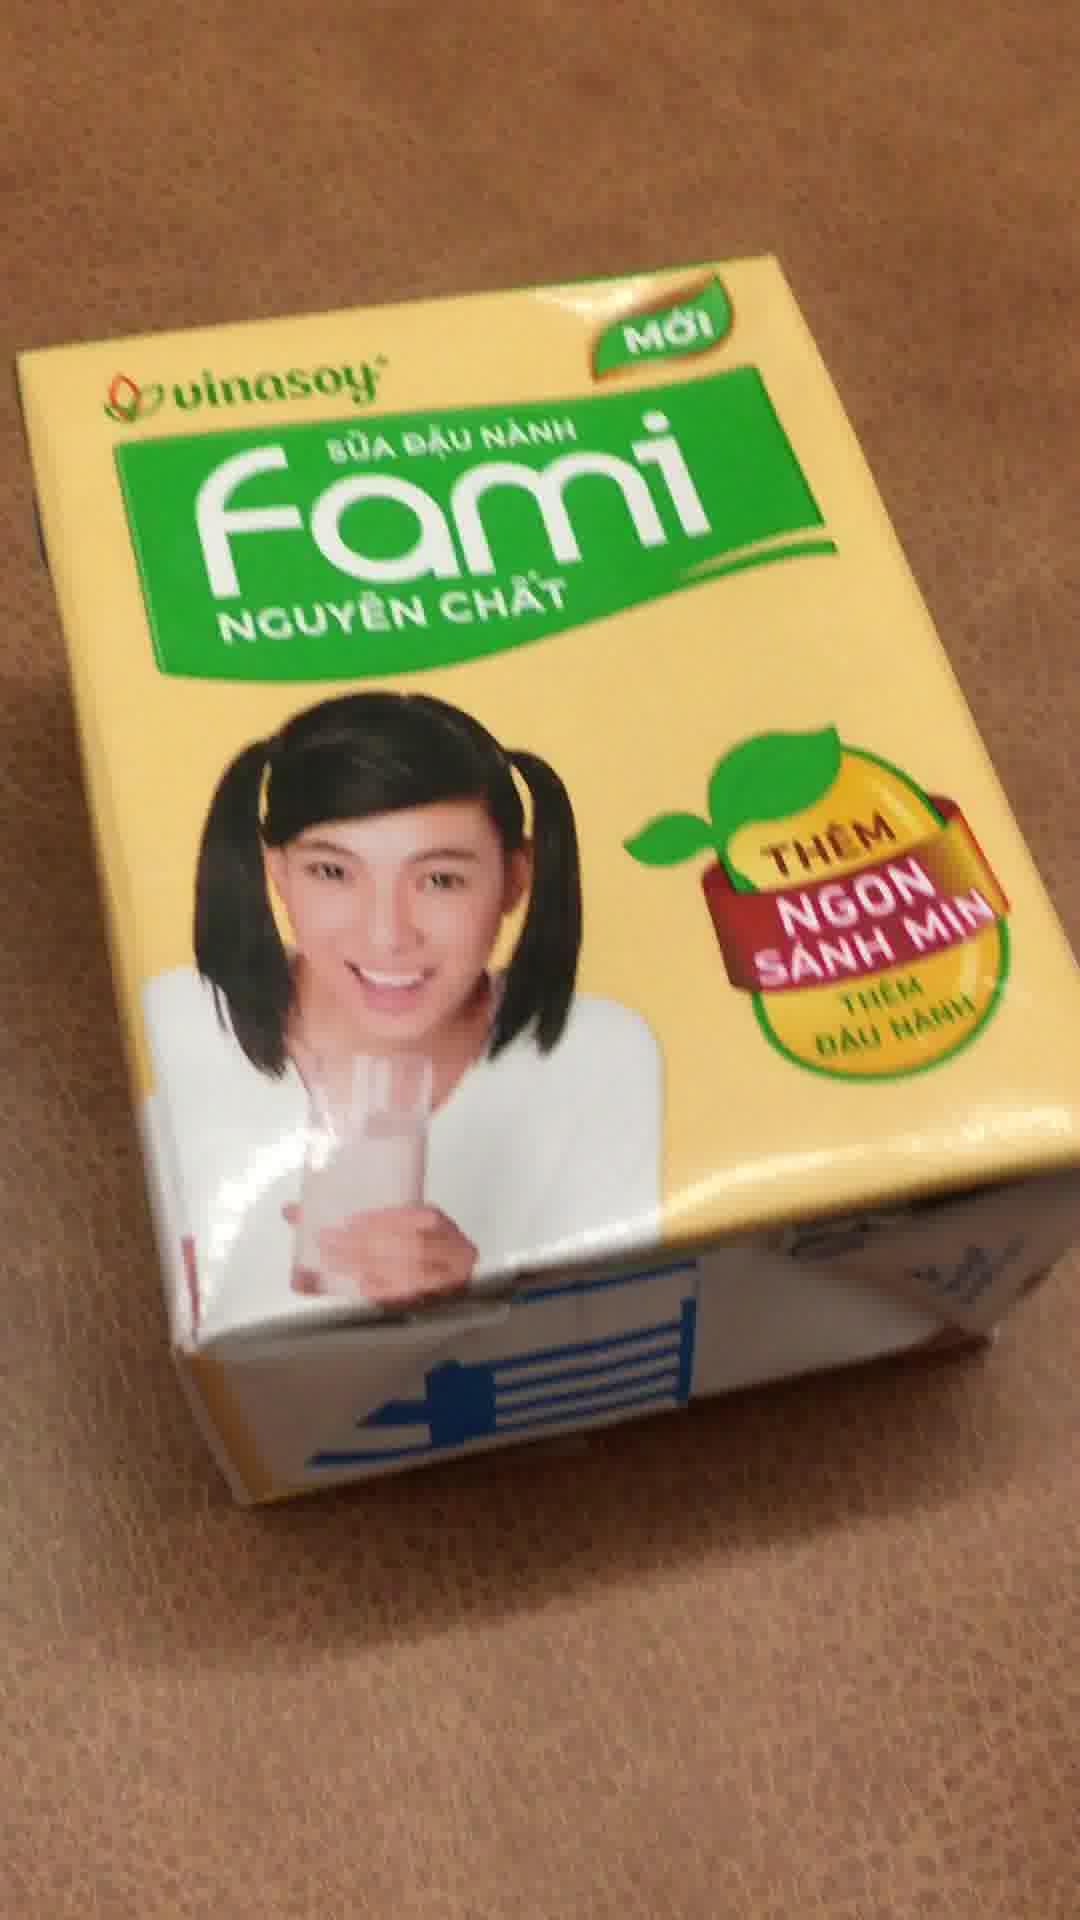 vinasoy
MỚI
SỮA ĐẬU NÀNH
fami
NGUYÊN CHẤT
THÊM
NGON
SÁNH MỊN
THÊM
ĐẬU NÀNH